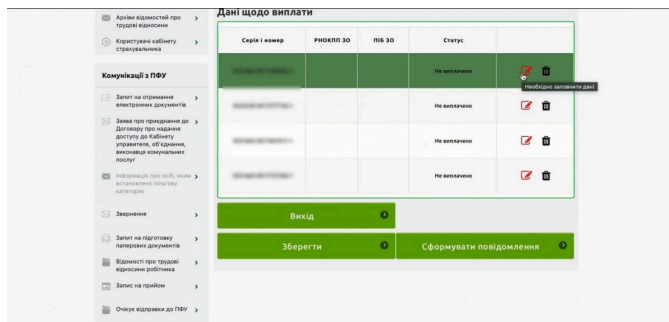 Архіви відомостей про
трудові відносини
Користувачі кабінету
страхувальника
Комунікації з ПФУ
Запит на отримання
електронних документів
Заява про приєднання до
Договору про надання
доступу до Кабінету
управителя, об'єднання,
виконавця комунальних
послуг
Інформація про осіб, яким
встановлено пільгову
категорію
Звернення
Запит на підготовку
паперових документів
Відомості про трудові
відносини робітника
Запис на прийом
Очікує відправки до ПФУ
Дані щодо виплати
Серія і номер РНОКПП ЗО ПІБ ЗО Статус
Не виплачено
Необхідно заповнити дані
Не виплачено
Не виплачено
Не виплачено
Вихід
Зберегти Сформувати повідомлення